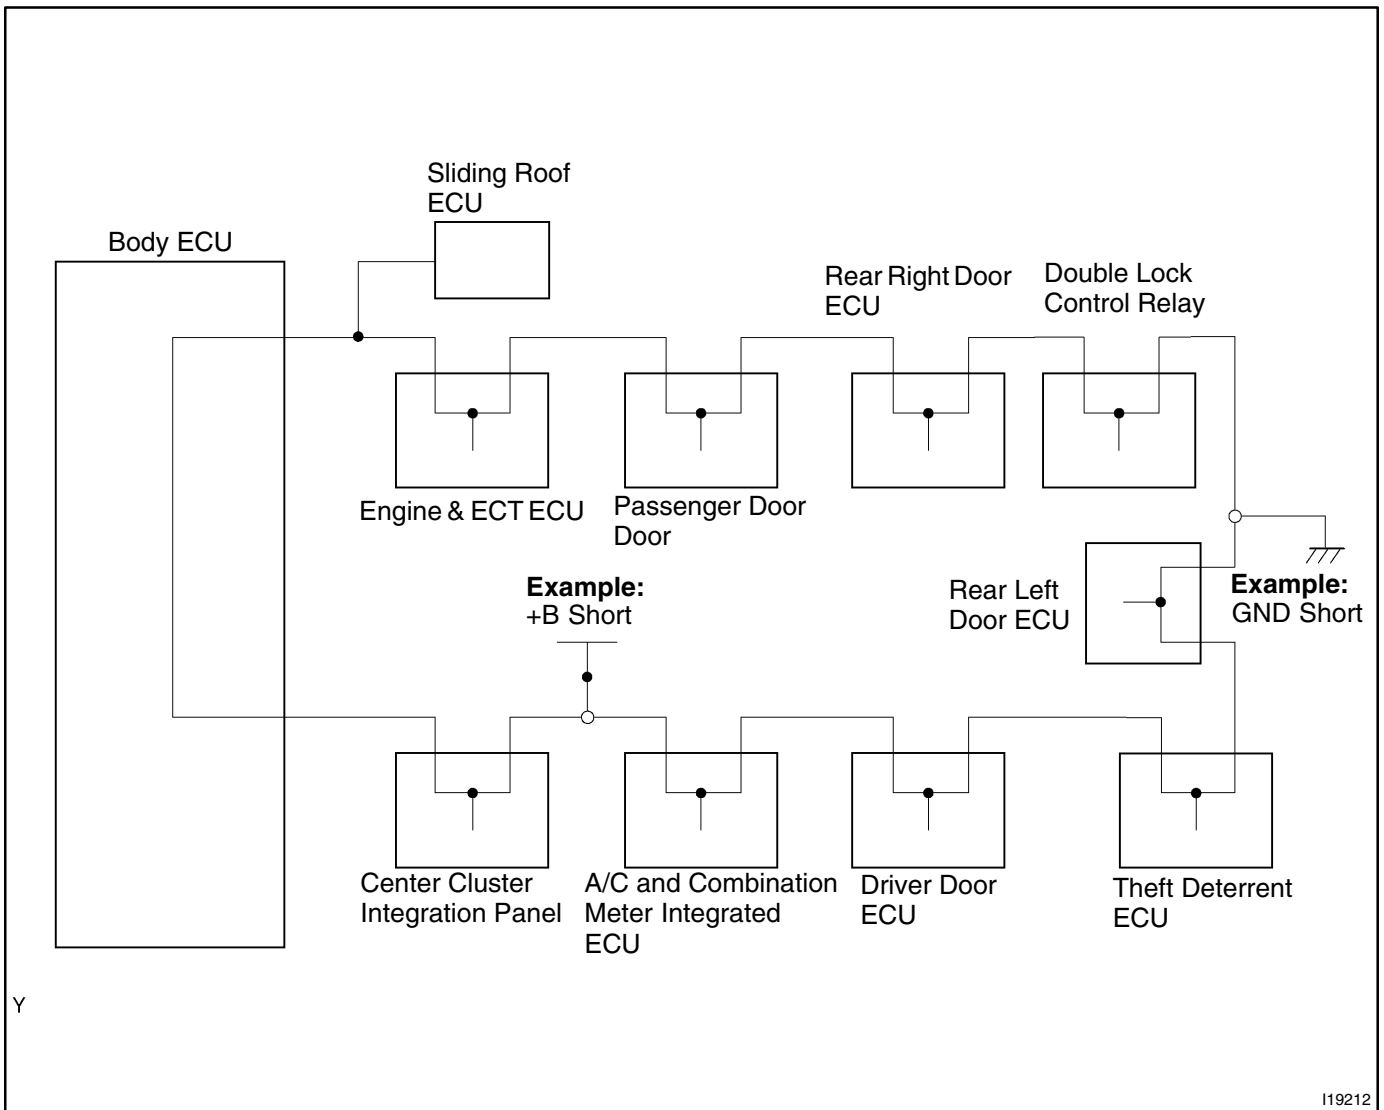 Sliding Roof
ECU
Body ECU
Rear Right Door
ECU
Double Lock
Control Relay
Engine & ECT ECU
Passenger Door
Door
Example:
+B Short
Rear Left
Door ECU
Example:
GND Short
Center Cluster
Integration Panel
A/C and Combination
Meter Integrated
ECU
Driver Door
ECU
Theft Deterrent
ECU
Y
I19212